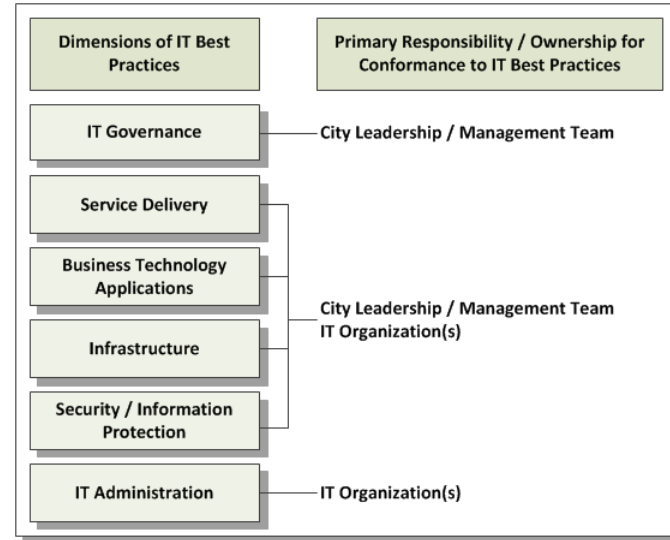 Dimensions of IT Best
Practices
Primary Responsibility / Ownership for
Conformance to IT Best Practices
IT Governance
City Leadership / Management Team
Service Delivery
Business Technology
Applications
Infrastructure
Security / Information
Protection
City Leadership / Management Team
IT Organization(s)
IT Administration
IT Organization(s)